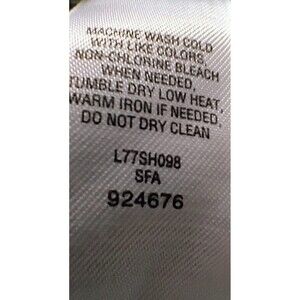 MACHINE WASH COLD
WITH LIKE COLORS,
NON-CHLORINE BLEACH
WHEN NEEDED,
TUMBLE DRY LOW HEAT,
WARM IRON IF NEEDED,
DO NOT DRY CLEAN
L77SH098
SFA
924676